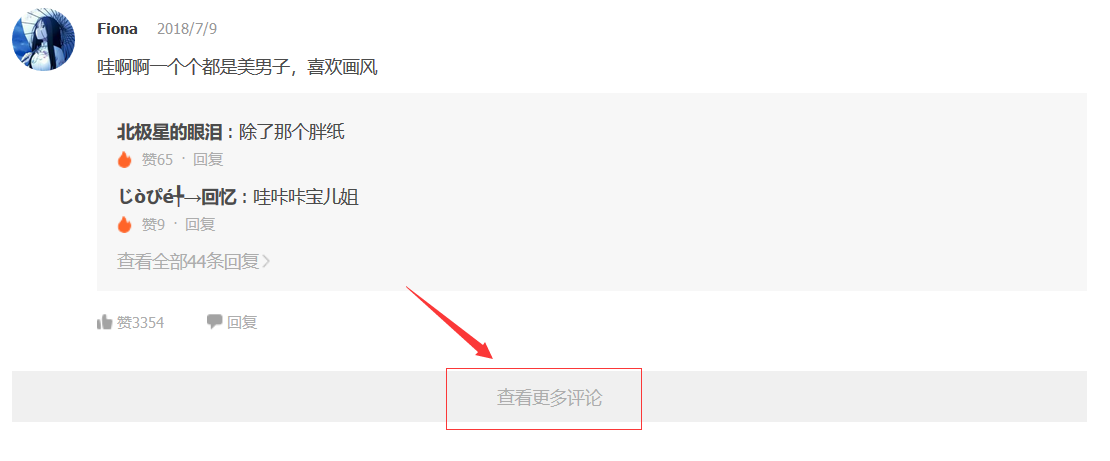 Fiona 2018/7/9
哇啊啊一个个都是美男子，喜欢画风
北极星的眼泪：除了那个胖纸
赞65 · 回复
じòぴé╄→回忆：哇咔咔宝儿姐
赞9 · 回复
查看全部44条回复>
赞3354 回复
查看更多评论